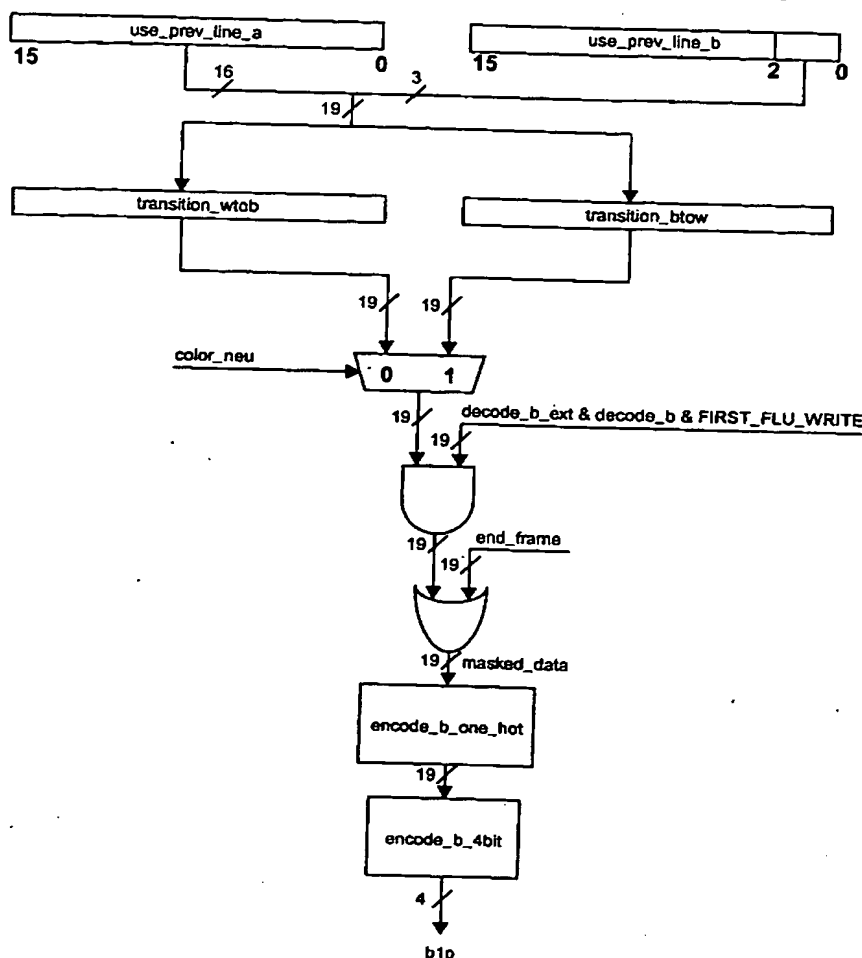 use_prev_line_a
use_prev_line_b
15 0
15 2 0
16
3
19
transition_wtob
transition_btow
19 19
color_neu
0 1
19
decode_b_ext & decode_b & FIRST_FLU_WRITE
19
19
end_frame
19
19
masked_data
encode_b_one_hot
19
encode_b_4bit
4
b1p